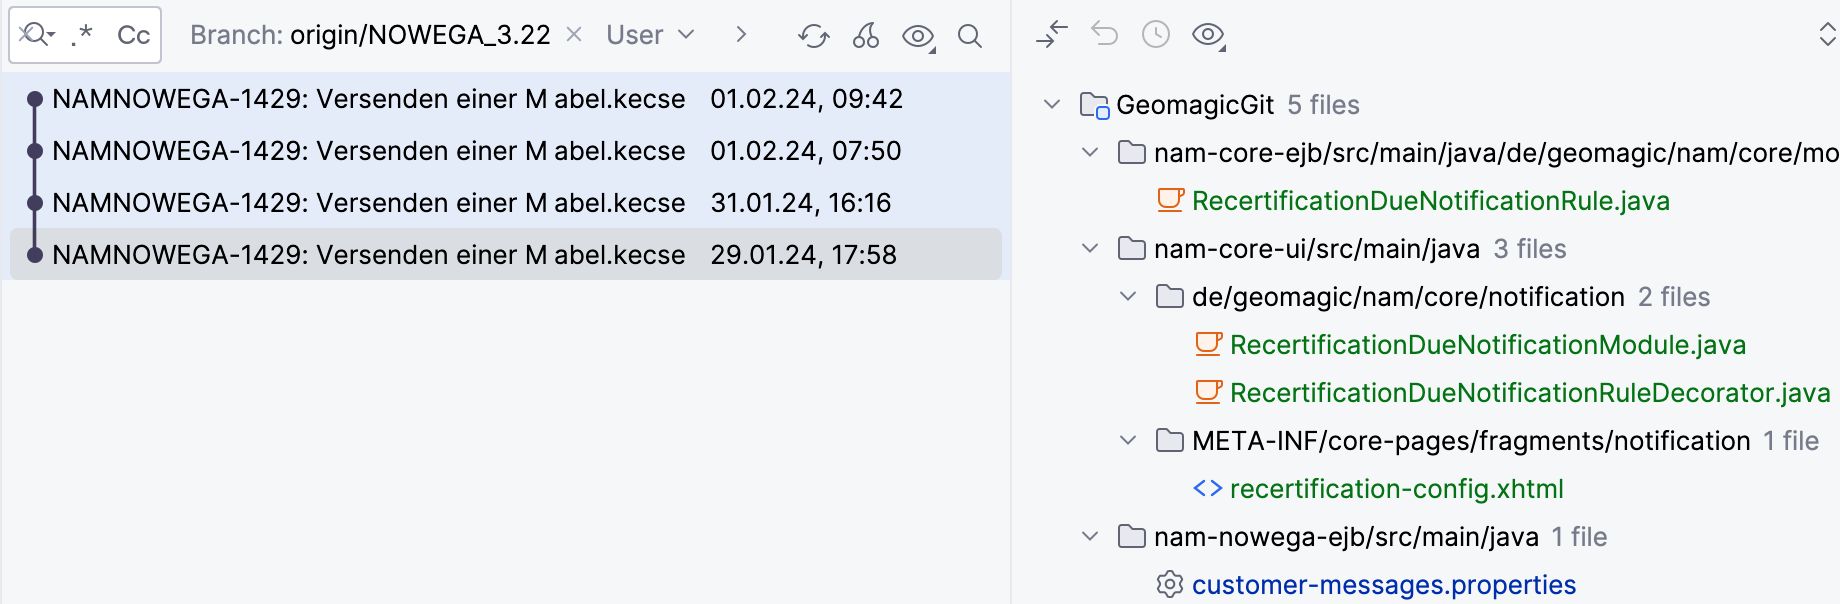 .* Cc Branch: origin/NOWEGA_3.22 User
NAMNOWEGA-1429: Versenden einer M abel.kecse 01.02.24, 09:42
NAMNOWEGA-1429: Versenden einer M abel.kecse 01.02.24, 07:50
NAMNOWEGA-1429: Versenden einer M abel.kecse 31.01.24, 16:16
NAMNOWEGA-1429: Versenden einer M abel.kecse 29.01.24, 17:58
GeomagicGit 5 files
nam-core-ejb/src/main/java/de/geomagic/nam/core/mo
RecertificationDueNotificationRule.java
nam-core-ui/src/main/java 3 files
de/geomagic/nam/core/notification 2 files
RecertificationDueNotificationModule.java
RecertificationDueNotificationRuleDecorator.java
META-INF/core-pages/fragments/notification 1 file
recertification-config.xhtml
nam-nowega-ejb/src/main/java 1 file
customer-messages.properties